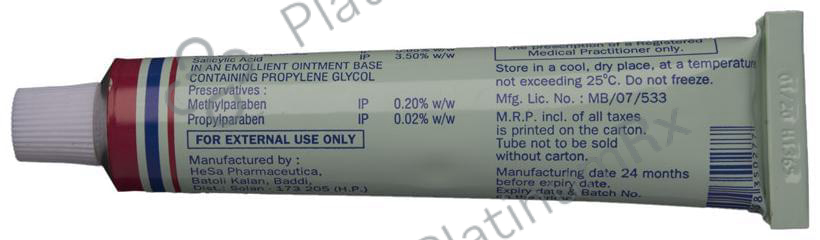 Salicylic Acid IP 3.50% w/w
IN AN EMOLLIENT OINTMENT BASE
CONTAINING PROPYLENE GLYCOL
Preservatives :
Methylparaben IP 0.20% w/w
Propylparaben IP 0.02% w/w
FOR EXTERNAL USE ONLY
Manufactured by :
HeSa Pharmaceutica,
Batoli Kalan, Baddi,
Dist.: Solan - 173 205 (H.P.)
the prescription of a Registered
Medical Practitioner only.
Store in a cool, dry place, at a temperature
not exceeding 25°C. Do not freeze.
Mfg. Lic. No. : MB/07/533
M.R.P. incl. of all taxes
is printed on the carton.
Tube not to be sold
without carton.
Manufacturing date 24 months
before expiry date.
Expiry date & Batch No.